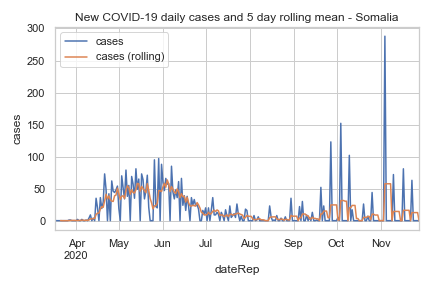 New COVID-19 daily cases and 5 day rolling mean - Somalia
cases
cases (rolling)
300
250
200
150
100
50
0
cases
Apr May Jun Jul Aug Sep Oct Nov
2020
dateRep